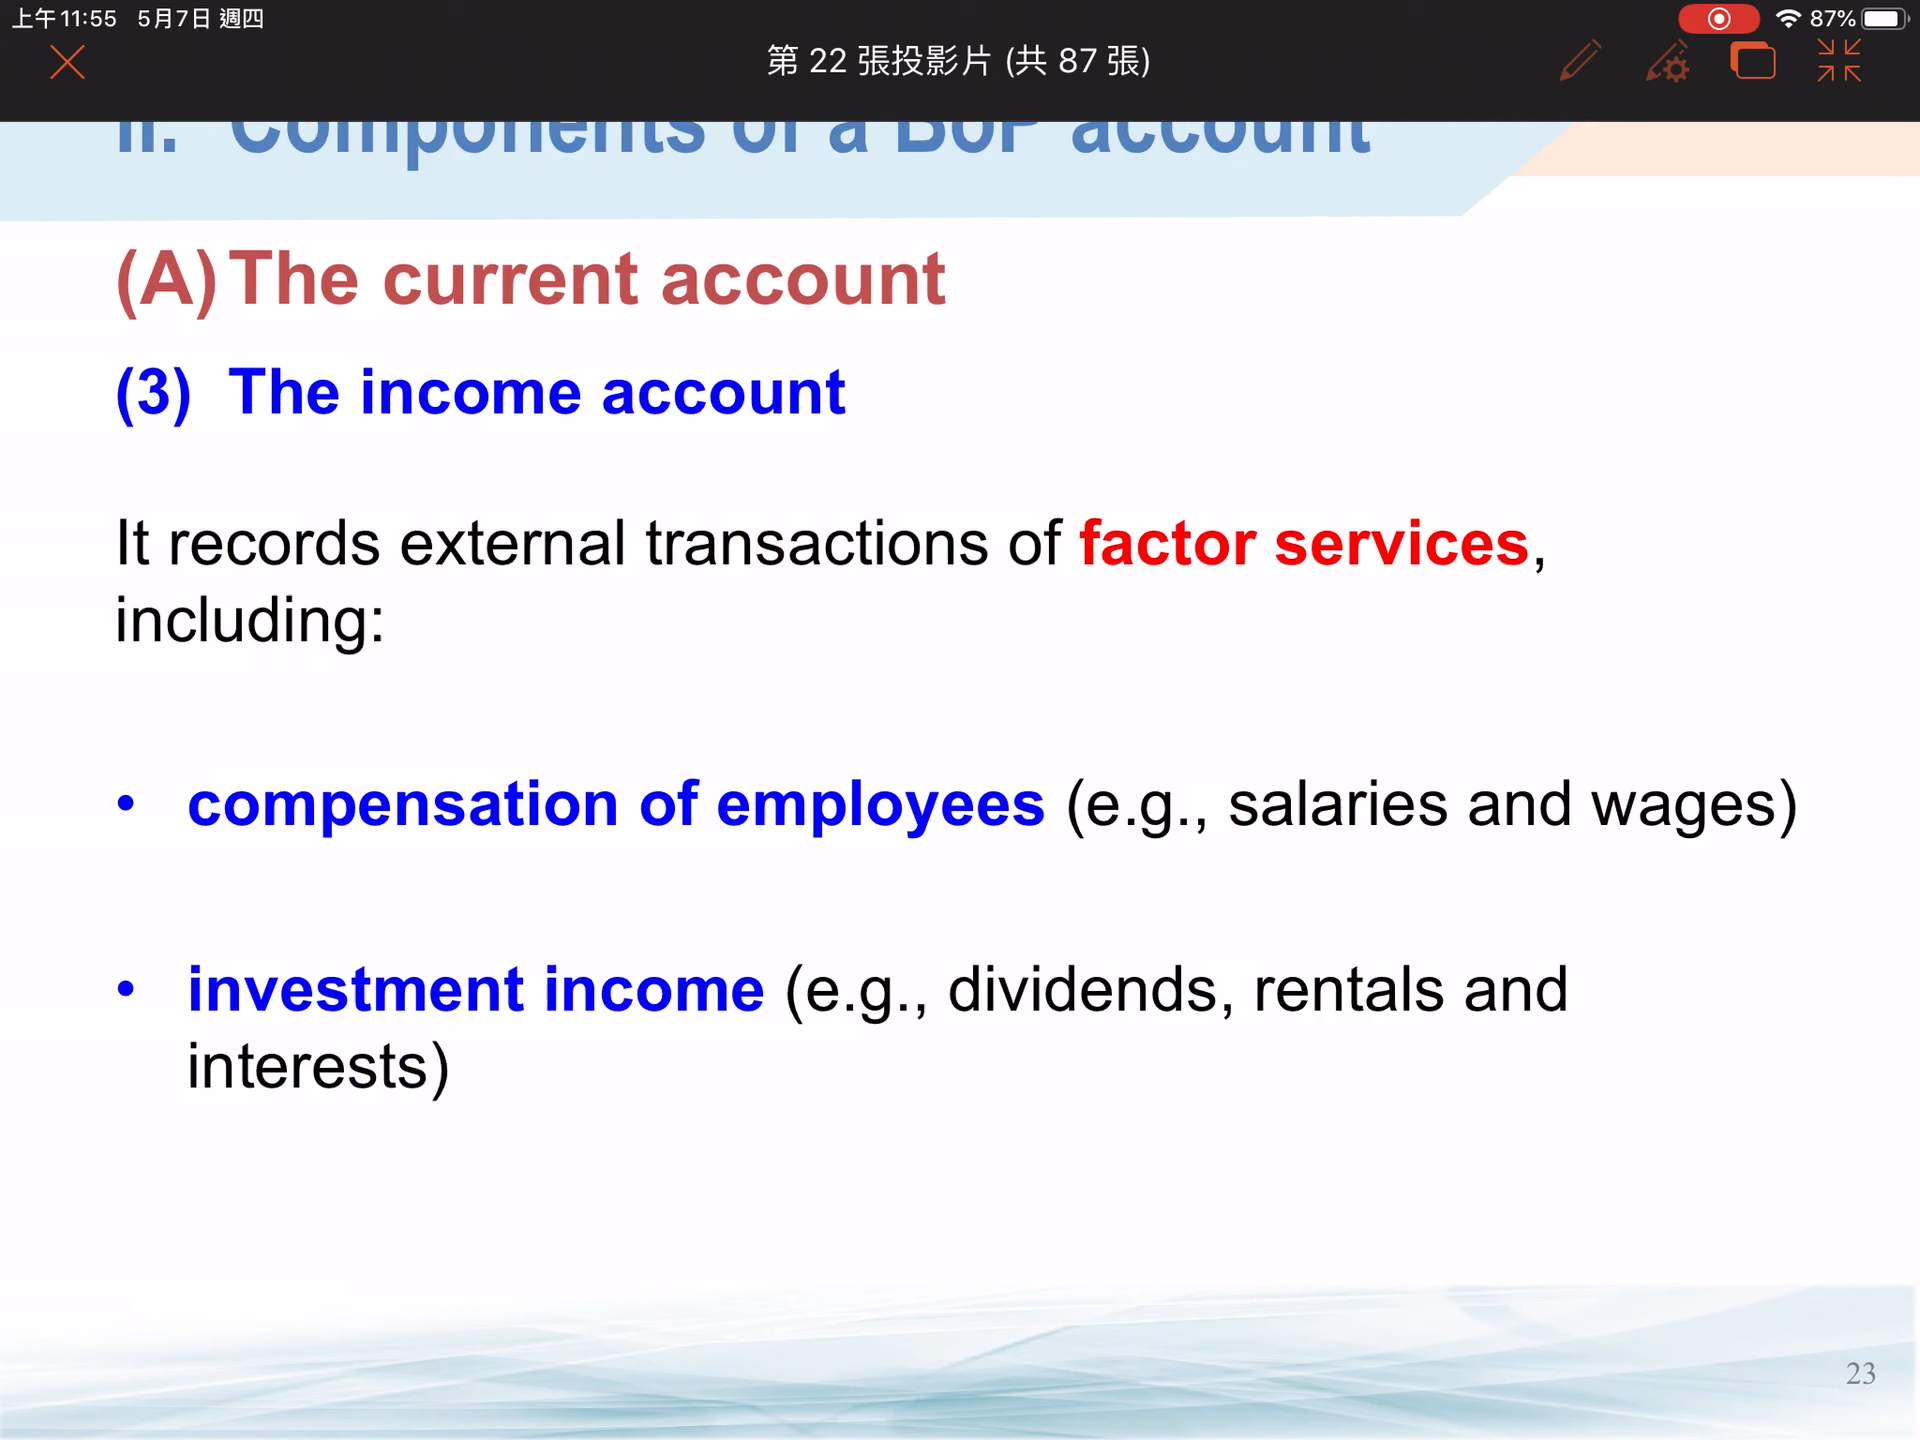 上午11:55 5月7日 週四
87%
第 22 張投影片 (共 87 張)
II. Components of a BoP account
(A) The current account
(3) The income account
It records external transactions of factor services,
including:
• compensation of employees (e.g., salaries and wages)
• investment income (e.g., dividends, rentals and
interests)
23